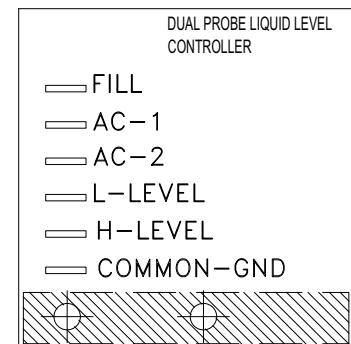 DUAL PROBE LIQUID LEVEL
CONTROLLER
FILL
AC-1
AC-2
L-LEVEL
H-LEVEL
COMMON-GND